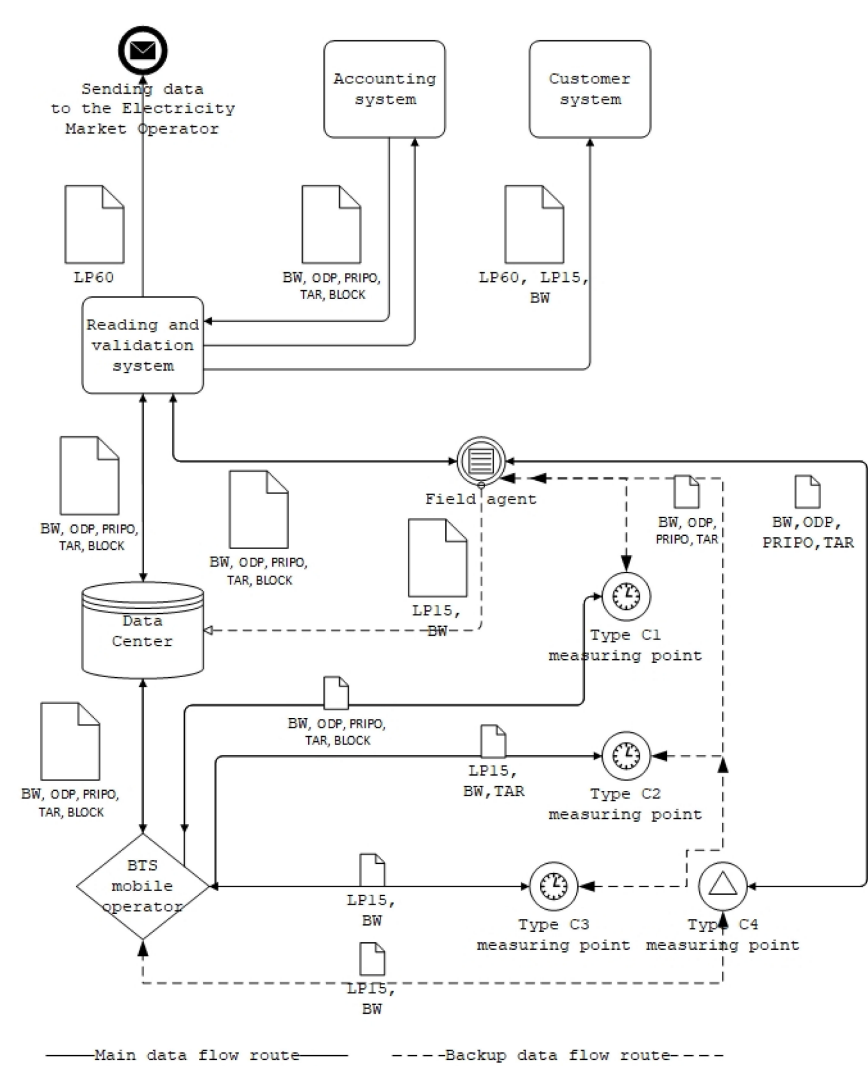 Sending data
to the Electricity
Market Operator
Accounting
system
Customer
system
LP60
BW, ODP, PRIPO,
TAR, BLOCK
LP60, LP15,
BW
Reading and
validation
system
BW, ODP, PRIPO,
TAR, BLOCK
BW, ODP, PRIPO,
TAR, BLOCK
Field agent
LP15,
BW
BW, ODP,
PRIPO, TAR
BW,ODP,
PRIPO,TAR
Data
Center
Type C1
measuring point
BW, ODP, PRIPO,
TAR, BLOCK
LP15,
BW,TAR
Type C2
measuring point
BW, ODP, PRIPO,
TAR, BLOCK
BTS
mobile
operator
LP15,
BW
Type C3
measuring point
Type C4
measuring point
LP15,
BW
Main data flow route
Backup data flow route